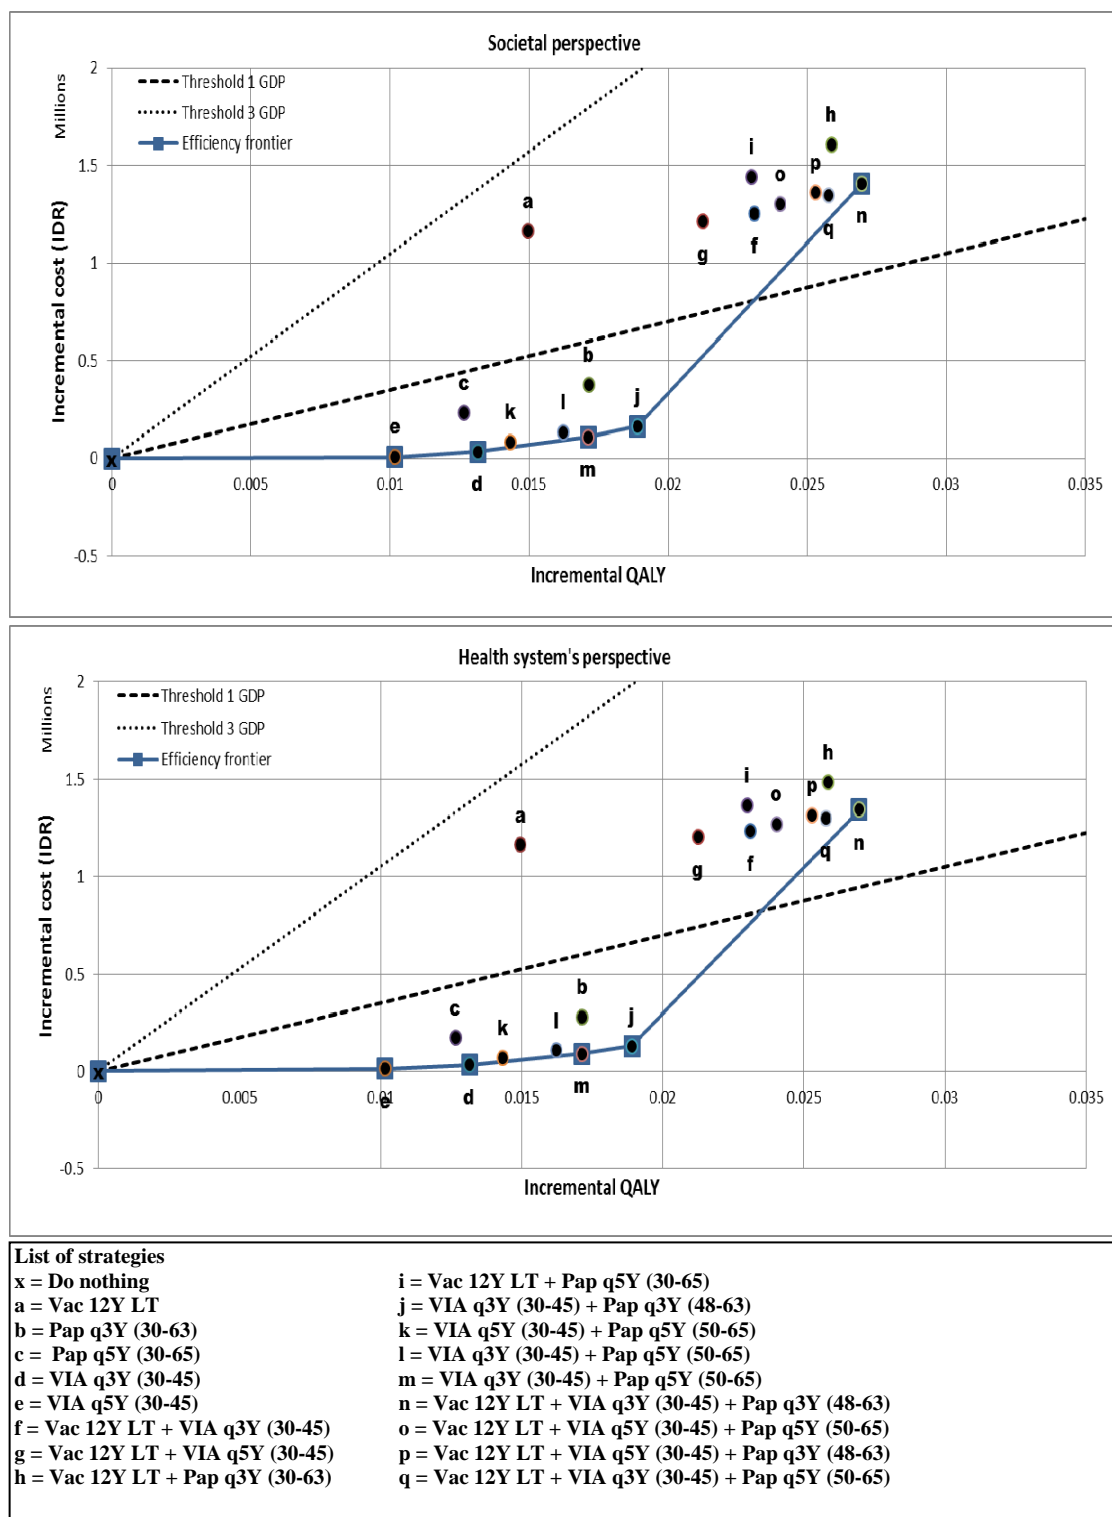 Societal perspective
Millions
2
1.5
1
0.5
0
-0.5
Incremental cost (IDR)
Threshold 1 GDP
Threshold 3 GDP
Efficiency frontier
h
i
p
o
a
n
q
g
f
b
c
j
l
k
e
x
d
m
0 0.005 0.01 0.015 0.02 0.025 0.03 0.035
Incremental QALY
Health system's perspective
Millions
2
1.5
1
0.5
0
-0.5
Incremental cost (IDR)
Threshold 1 GDP
Threshold 3 GDP
Efficiency frontier
h
i
p
o
a
n
q
g
f
b
c
j
l
k
x
m
e
d
0 0.005 0.01 0.015 0.02 0.025 0.03 0.035
Incremental QALY
List of strategies
x = Do nothing
a = Vac 12Y LT
b = Pap q3Y (30-63)
c = Pap q5Y (30-65)
d = VIA q3Y (30-45)
e = VIA q5Y (30-45)
f = Vac 12Y LT + VIA q3Y (30-45)
g = Vac 12Y LT + VIA q5Y (30-45)
h = Vac 12Y LT + Pap q3Y (30-63)
i = Vac 12Y LT + Pap q5Y (30-65)
j = VIA q3Y (30-45) + Pap q3Y (48-63)
k = VIA q5Y (30-45) + Pap q5Y (50-65)
l = VIA q3Y (30-45) + Pap q5Y (50-65)
m = VIA q3Y (30-45) + Pap q5Y (50-65)
n = Vac 12Y LT + VIA q3Y (30-45) + Pap q3Y (48-63)
o = Vac 12Y LT + VIA q5Y (30-45) + Pap q5Y (50-65)
p = Vac 12Y LT + VIA q5Y (30-45) + Pap q3Y (48-63)
q = Vac 12Y LT + VIA q3Y (30-45) + Pap q5Y (50-65)